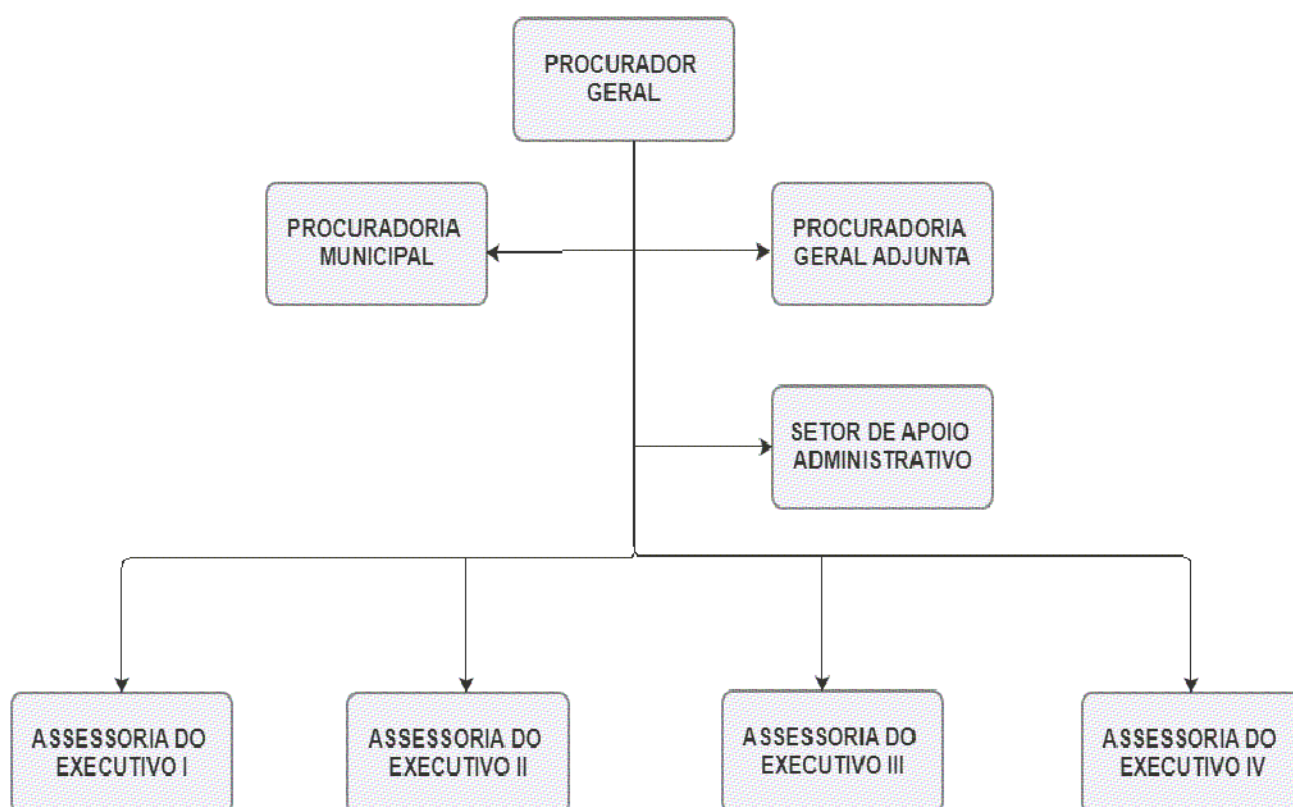 PROCURADOR
GERAL
PROCURADORIA
MUNICIPAL
PROCURADORIA
GERAL ADJUNTA
SETOR DE APOIO
ADMINISTRATIVO
ASSESSORIA DO
EXECUTIVO I
ASSESSORIA DO
EXECUTIVO II
ASSESSORIA DO
EXECUTIVO III
ASSESSORIA DO
EXECUTIVO IV